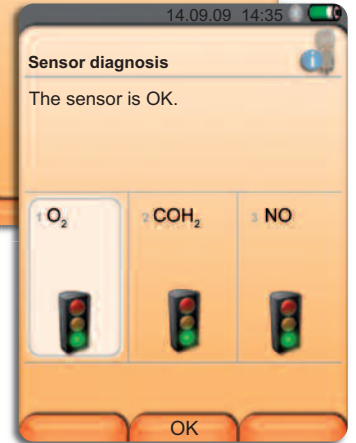 14.09.09 14:35
Sensor diagnosis
i
The sensor is OK.
1 O₂ 2 COH₂ 3 NO
OK